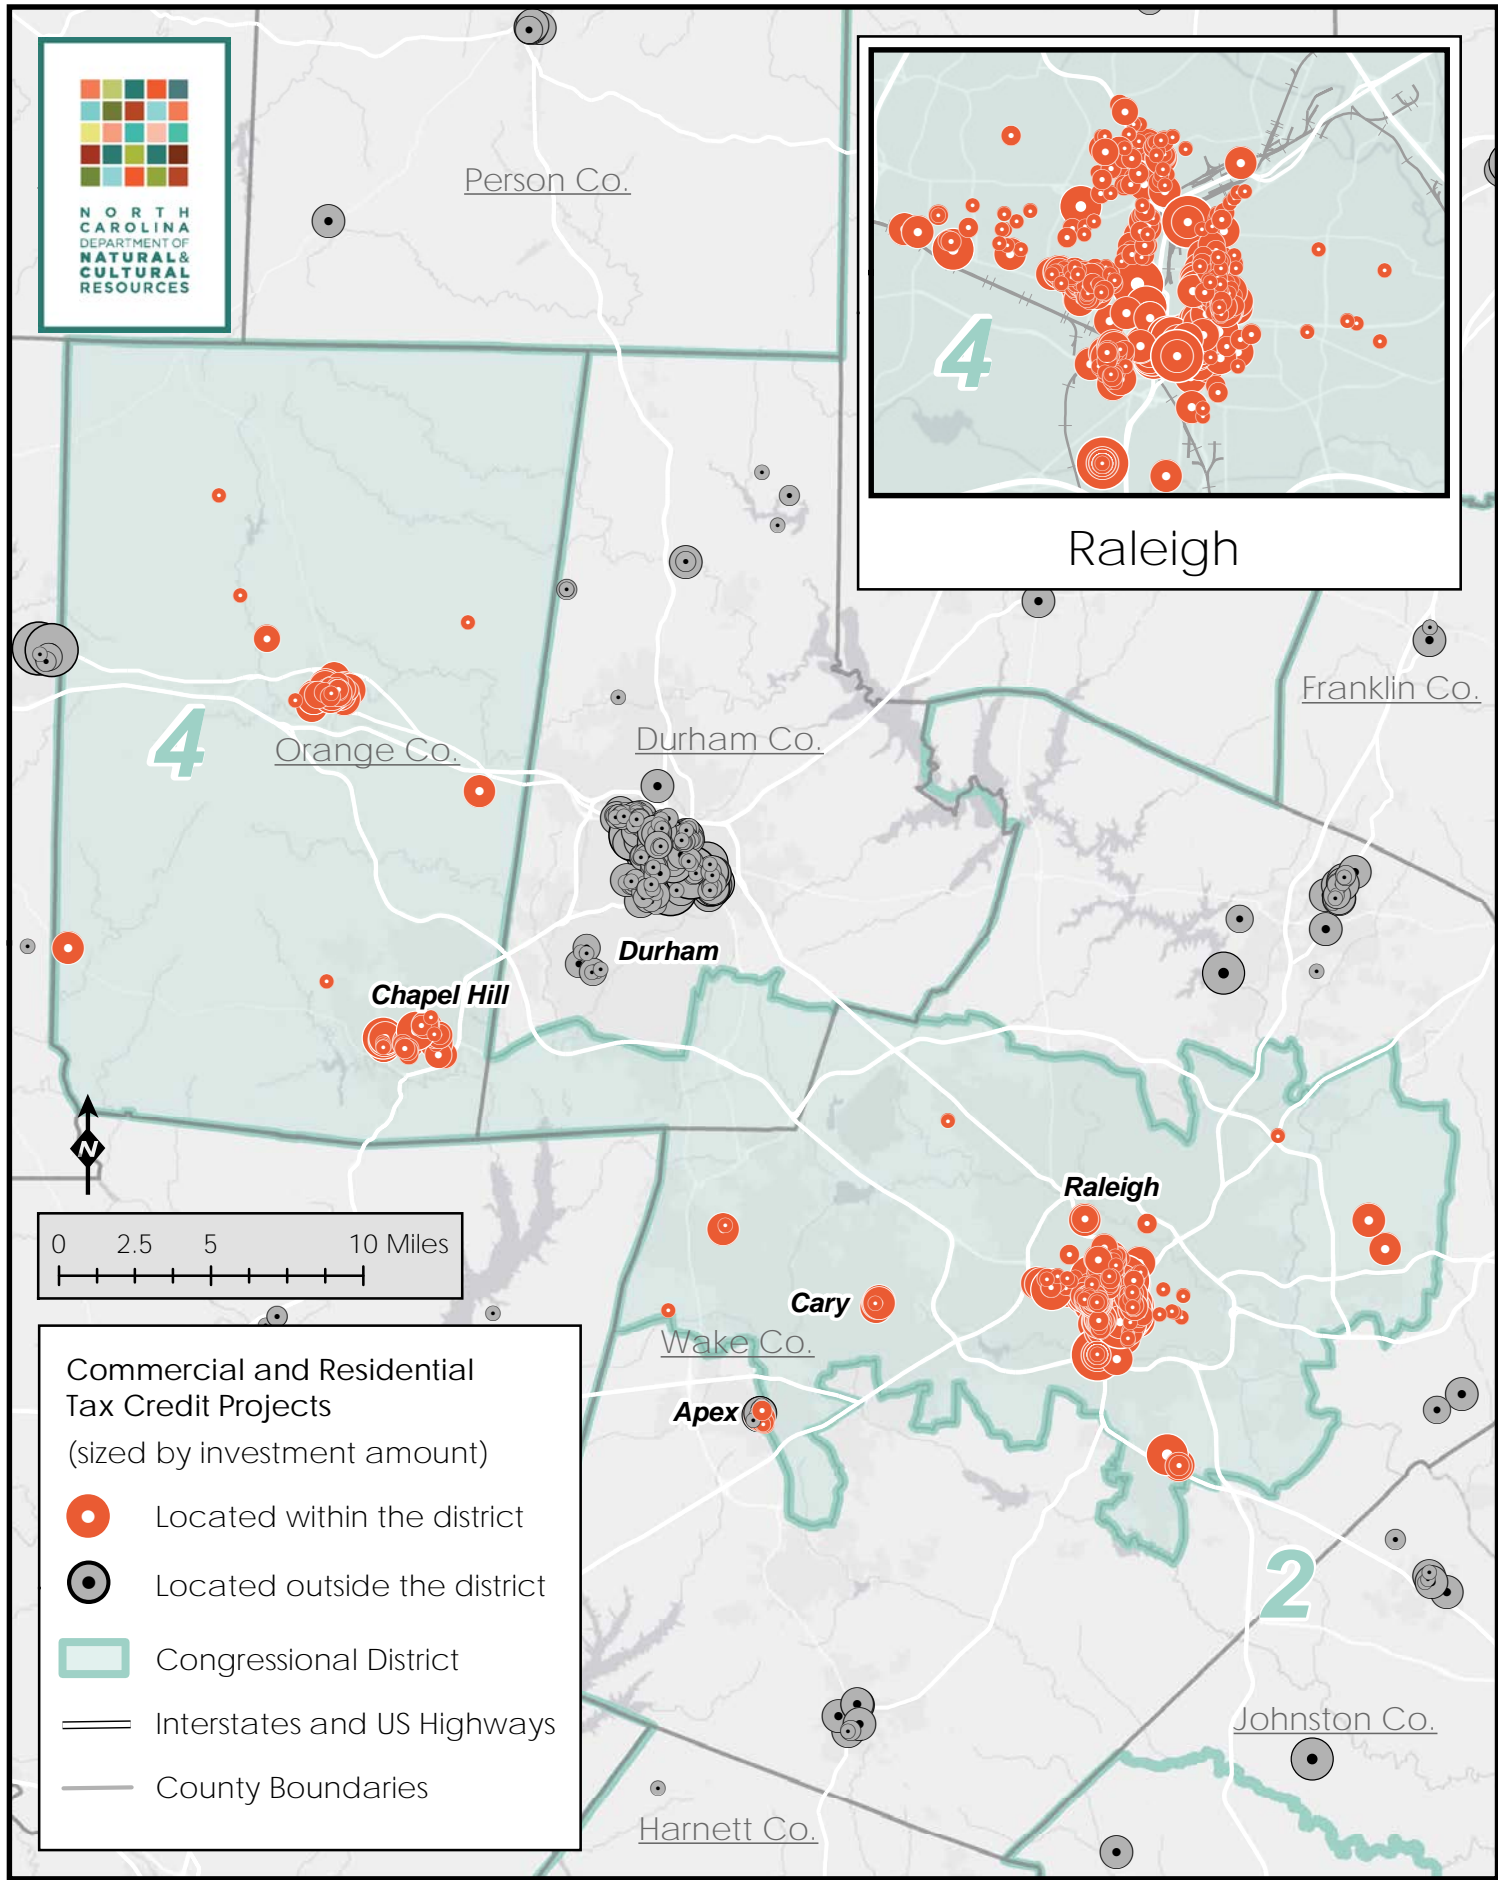 NORTH
CAROLINA
DEPARTMENT OF
NATURAL &
CULTURAL
RESOURCES
Person Co.
4
Raleigh
Franklin Co.
4
Orange Co.
Durham Co.
Durham
Chapel Hill
N
Raleigh
0 2.5 5 10 Miles
Cary
Wake Co.
Apex
Commercial and Residential
Tax Credit Projects
(sized by investment amount)
Located within the district
Located outside the district
Congressional District
Interstates and US Highways
County Boundaries
2
Johnston Co.
Harnett Co.